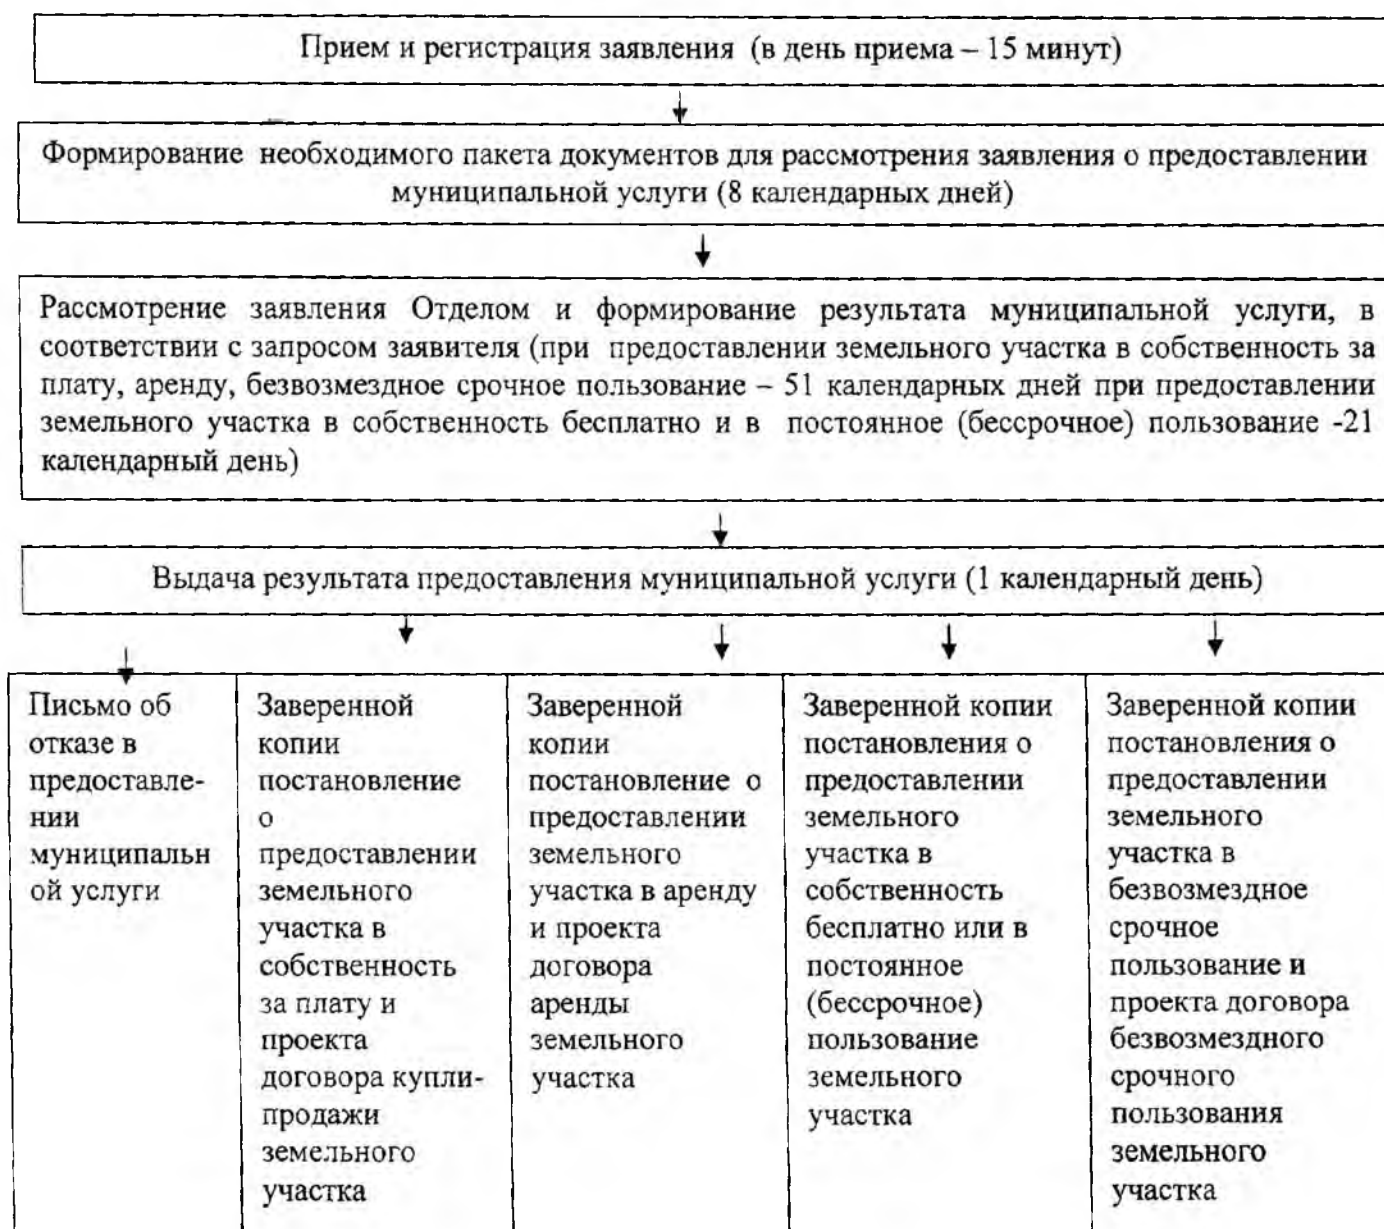 Прием и регистрация заявления (в день приема – 15 минут)
Формирование необходимого пакета документов для рассмотрения заявления о предоставлении
муниципальной услуги (8 календарных дней)
Рассмотрение заявления Отделом и формирование результата муниципальной услуги, в
соответствии с запросом заявителя (при предоставлении земельного участка в собственность за
плату, аренду, безвозмездное срочное пользование – 51 календарных дней при предоставлении
земельного участка в собственность бесплатно и в постоянное (бессрочное) пользование -21
календарный день)
Выдача результата предоставления муниципальной услуги (1 календарный день)
Письмо об
отказе в
предоставле-
нии
муниципальн
ой услуги
Заверенной
копии
постановление
о
предоставлении
земельного
участка в
собственность
за плату и
проекта
договора купли-
продажи
земельного
участка
Заверенной
копии
постановление о
предоставлении
земельного
участка в аренду
и проекта
договора
аренды
земельного
участка
Заверенной копии
постановления о
предоставлении
земельного
участка в
собственность
бесплатно или в
постоянное
(бессрочное)
пользование
земельного
участка
Заверенной копии
постановления о
предоставлении
земельного
участка в
безвозмездное
срочное
пользование и
проекта договора
безвозмездного
срочного
пользования
земельного
участка